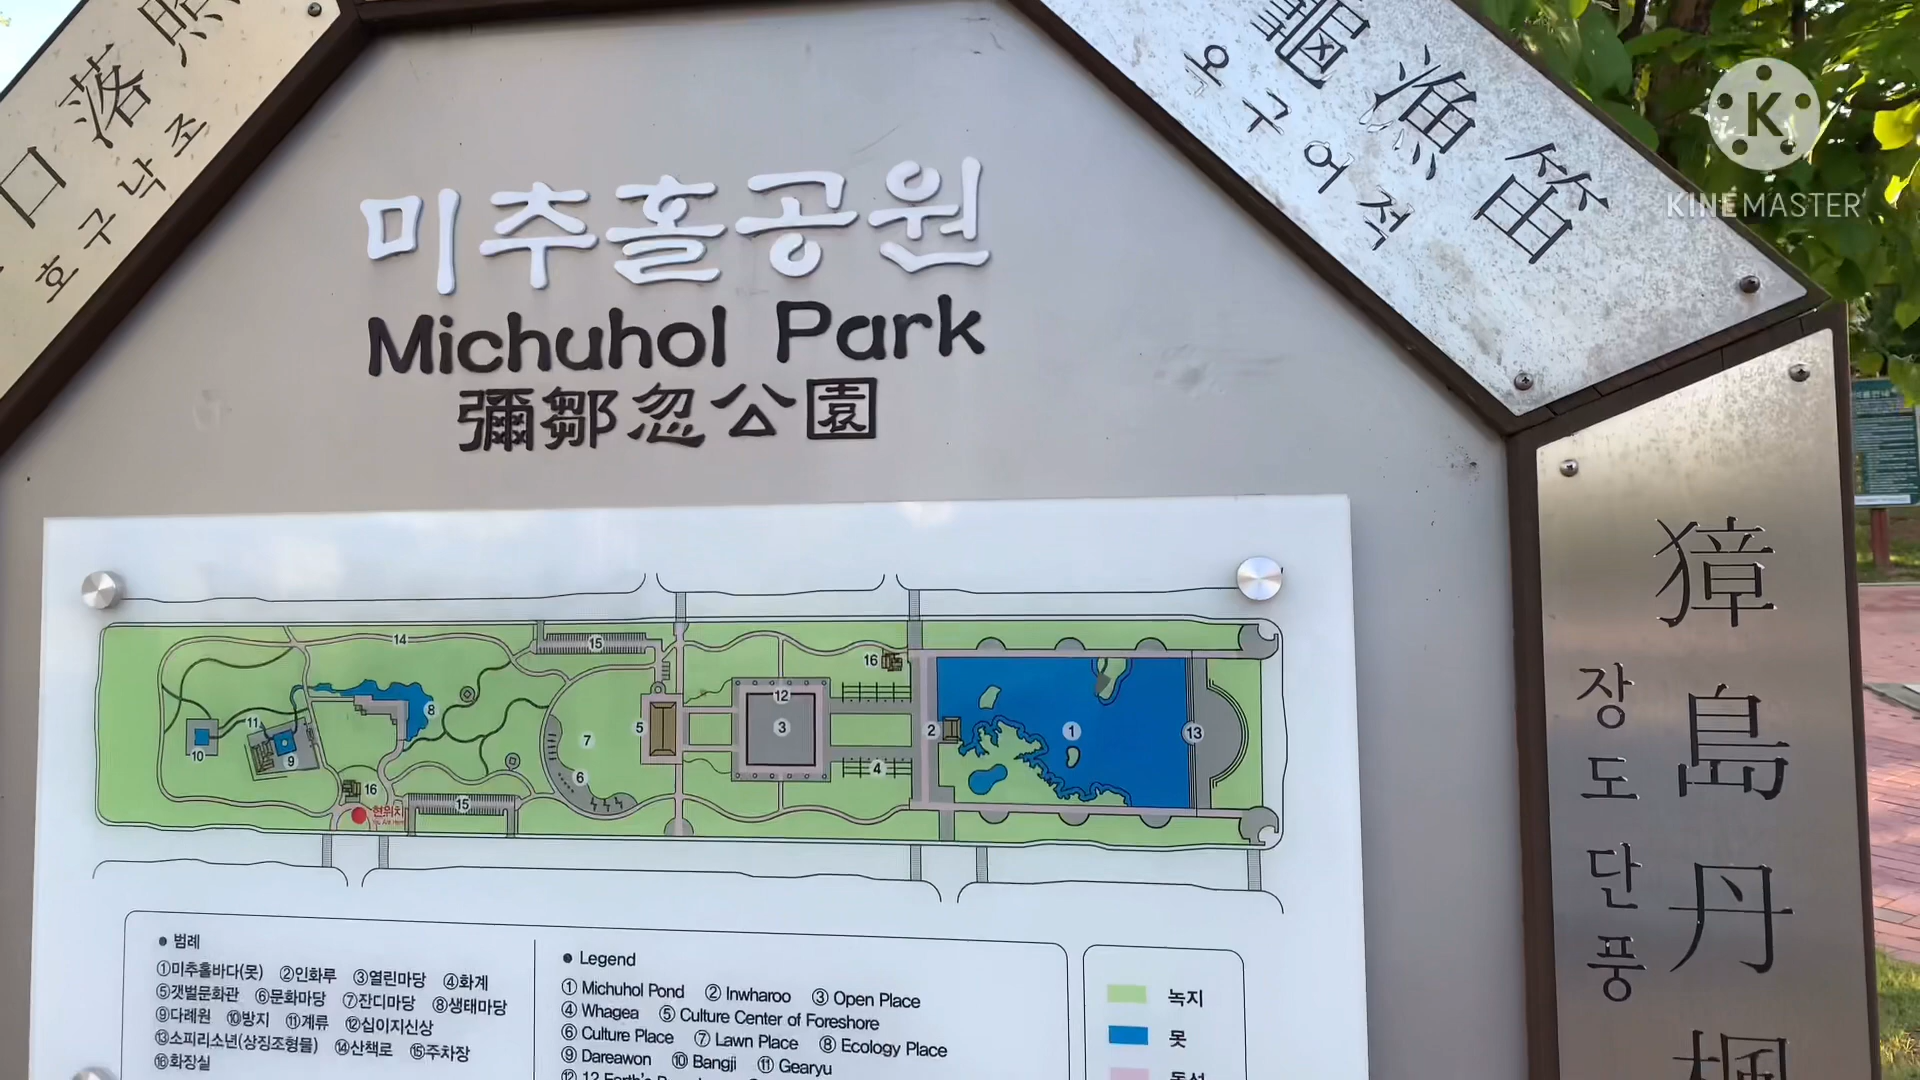 落照
口
호구낙조
龜漁笛
옥구어적
K
KINEMASTER
미추홀공원
Michuhol Park
彌鄒忽公園
獐島丹楓
장도단풍
14
15
16
12
8
11
5
3
2
1
13
10
9
7
6
4
16
15
현위치
● 범례
①미추홀바다(못) ②인화루 ③열린마당 ④화계
⑤갯벌문화관 ⑥문화마당 ⑦잔디마당 ⑧생태마당
⑨다례원 ⑩방지 ⑪계류 ⑫십이지신상
⑬소피리소년(상징조형물) ⑭산책로 ⑮주차장
⑯화장실
● Legend
① Michuhol Pond ② Inwharoo ③ Open Place
④ Whagea ⑤ Culture Center of Foreshore
⑥ Culture Place ⑦ Lawn Place ⑧ Ecology Place
⑨ Dareawon ⑩ Bangji ⑪ Gearyu
녹지
못
동선